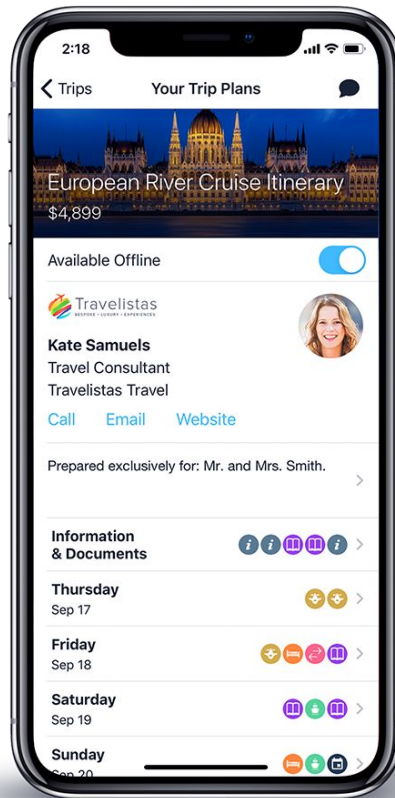 2:18
Trips
Your Trip Plans
European River Cruise Itinerary
$4,899
Available Offline
Travelistas
BESPOKE • LUXURY • EXPERIENCES
Kate Samuels
Travel Consultant
Travelistas Travel
Call Email Website
Prepared exclusively for: Mr. and Mrs. Smith.
Information
& Documents
Thursday
Sep 17
Friday
Sep 18
Saturday
Sep 19
Sunday
Sep 20